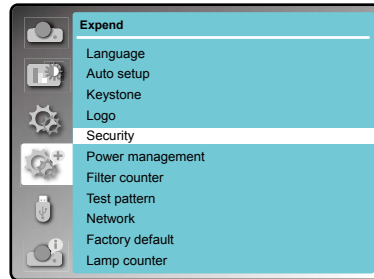 Expend
Language
Auto setup
Keystone
Logo
Security
Power management
Filter counter
Test pattern
Network
Factory default
Lamp counter